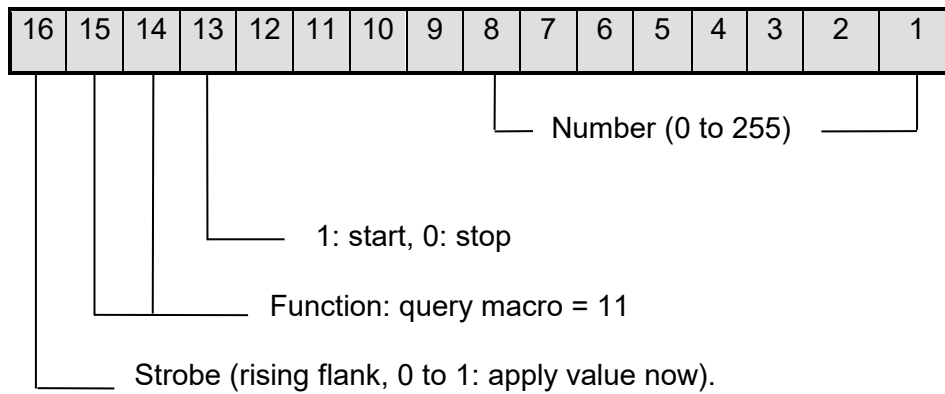 16 15 14 13 12 11 10 9 8 7 6 5 4 3 2 1
Number (0 to 255)
1: start, 0: stop
Function: query macro = 11
Strobe (rising flank, 0 to 1: apply value now).